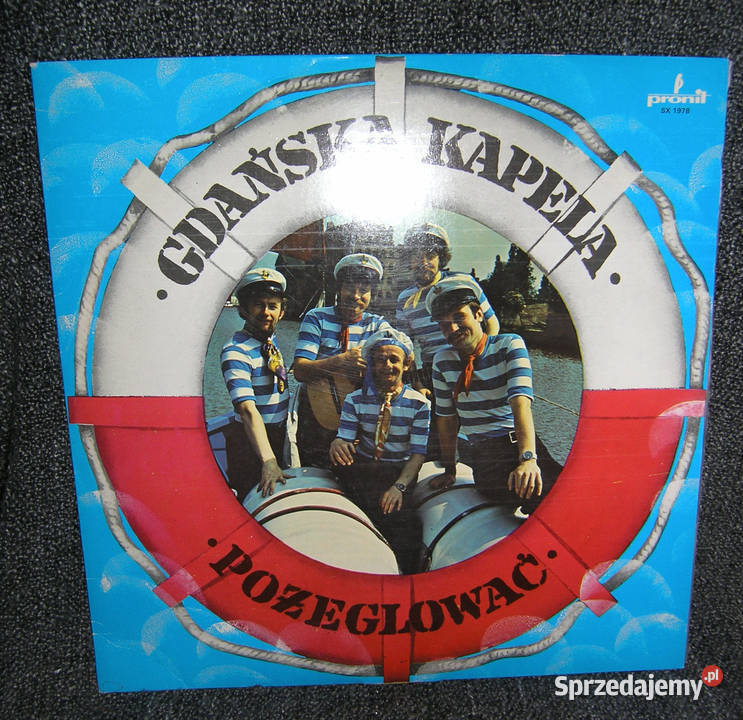 pronit
SX 1978
GDAŃSKA KAPELA
POŻEGLOWAĆ
Sprzedajemy.pl